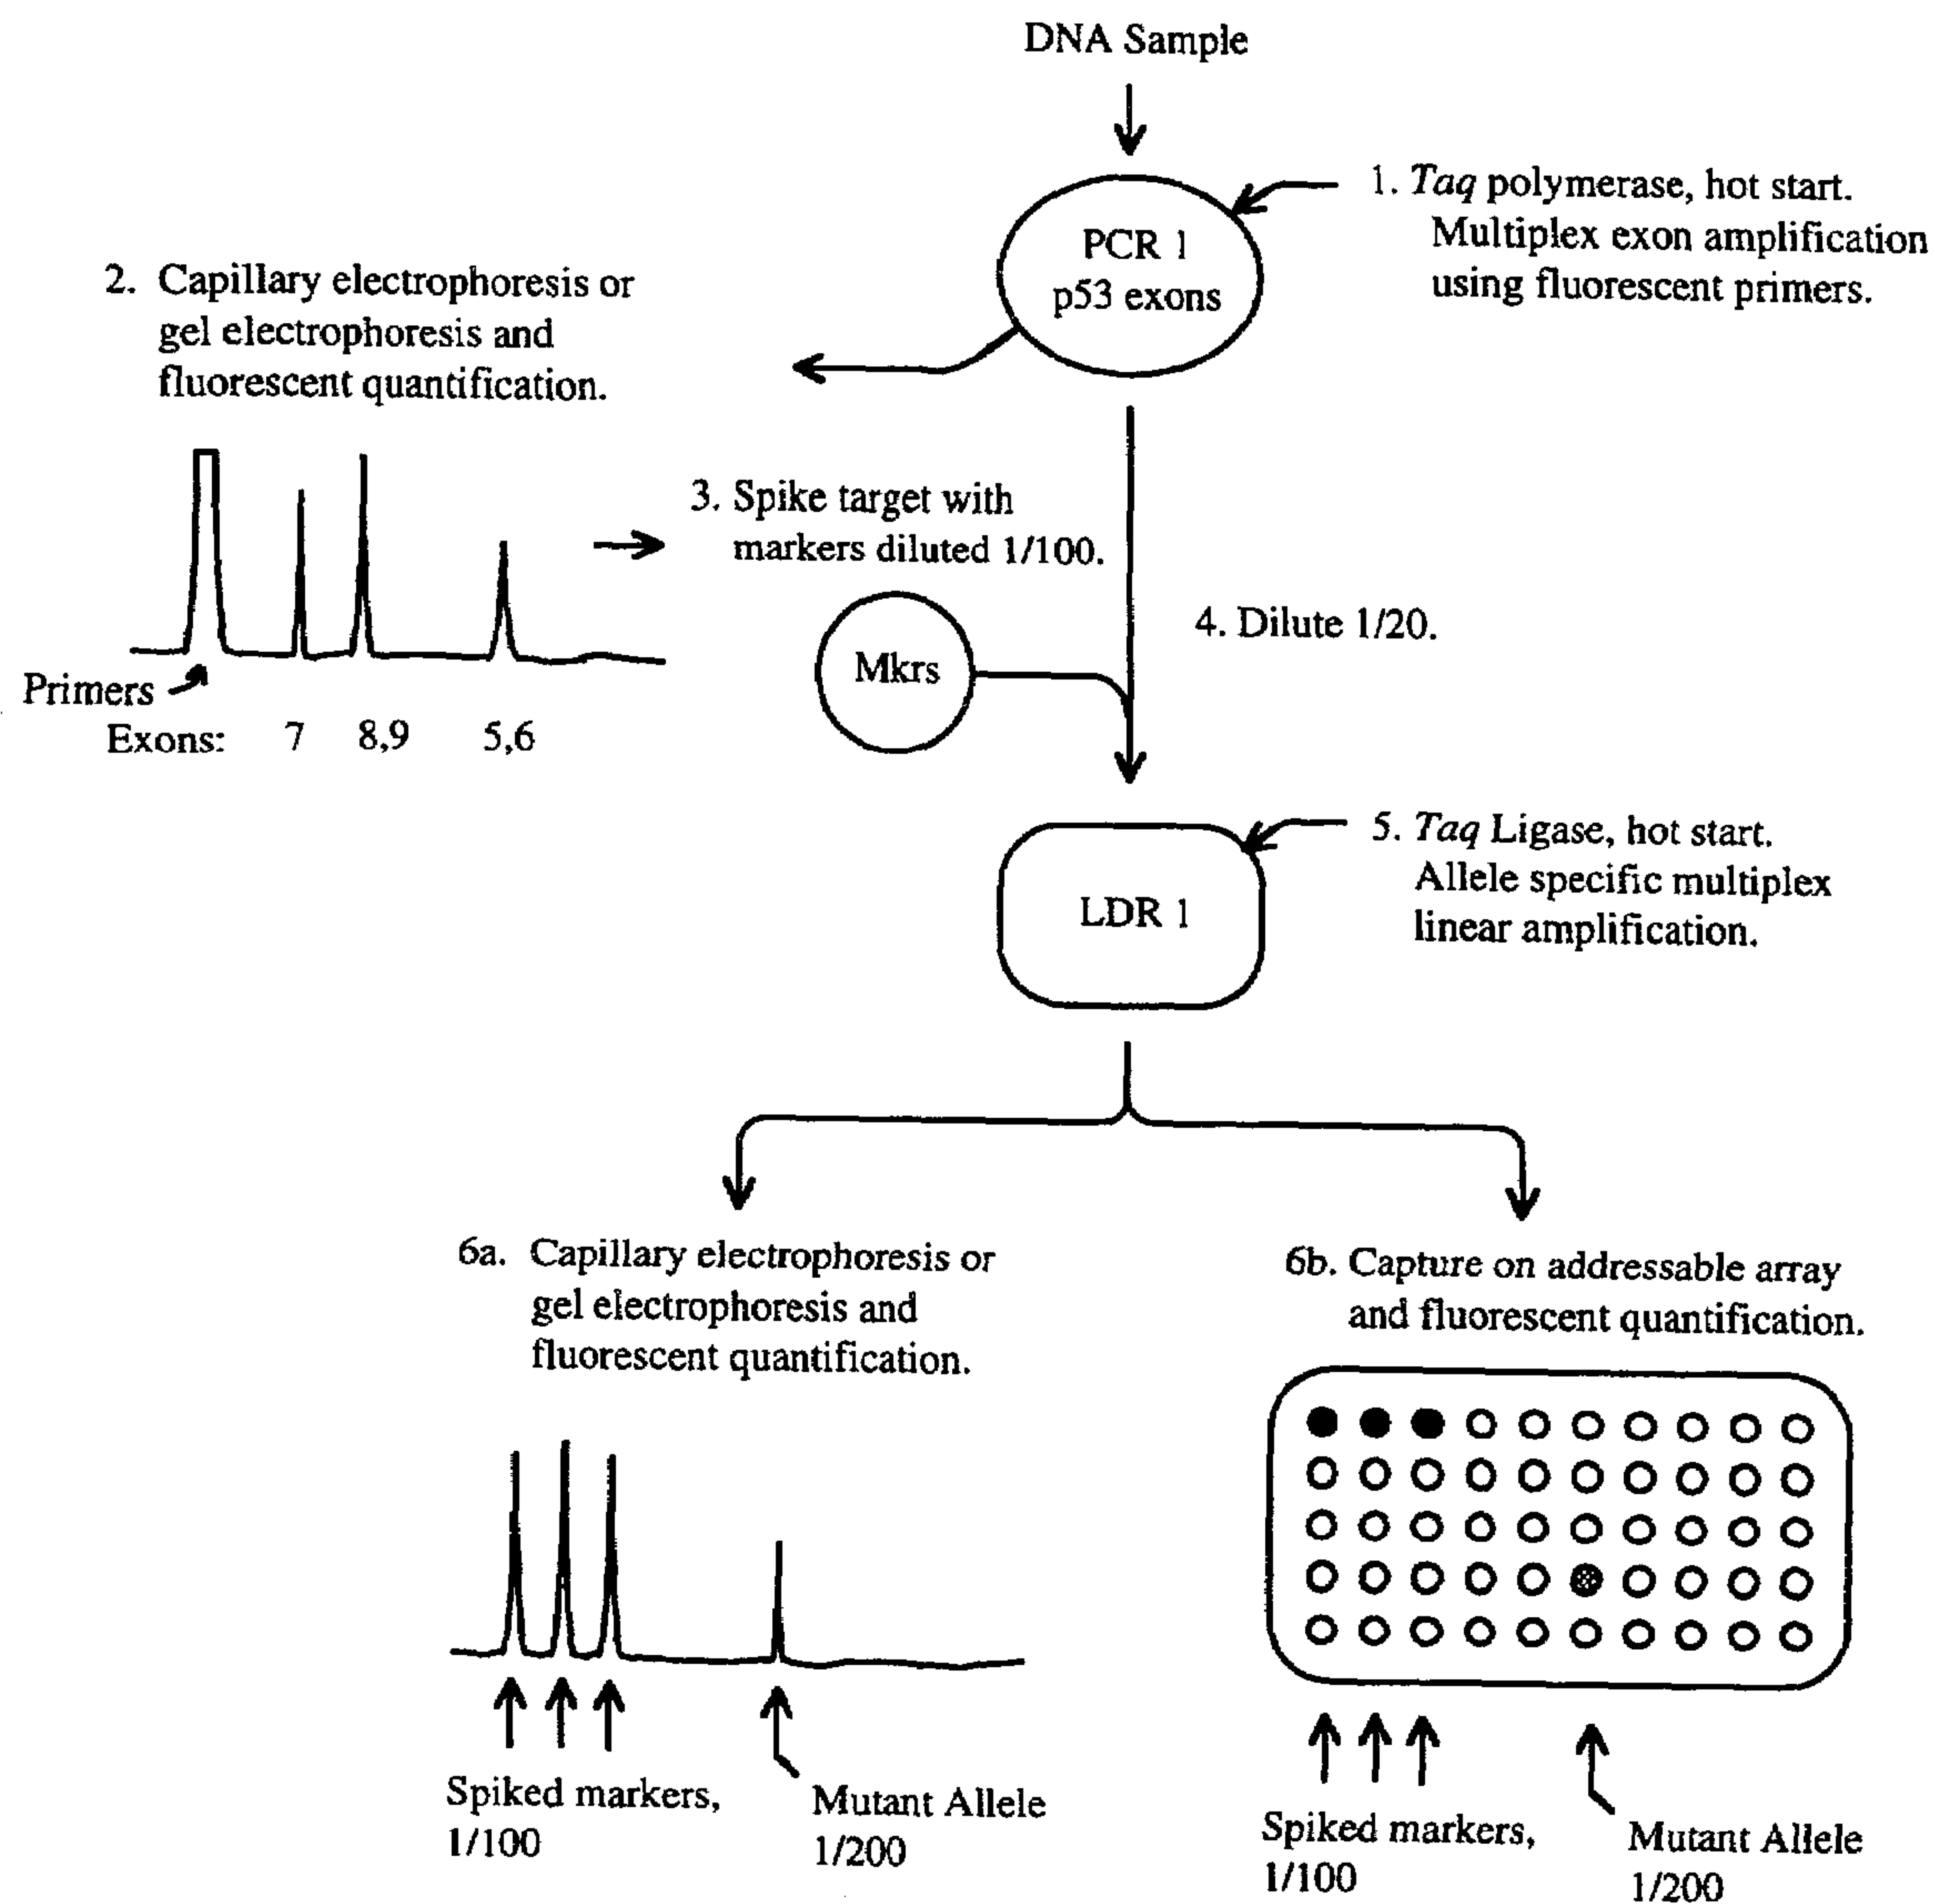 DNA Sample
1. Taq polymerase, hot start.
Multiplex exon amplification
using fluorescent primers.
PCR 1
p53 exons
2. Capillary electrophoresis or
gel electrophoresis and
fluorescent quantification.
Primers
Exons: 7 8,9 5,6
3. Spike target with
markers diluted 1/100.
Mkrs
4. Dilute 1/20.
5. Taq Ligase, hot start.
Allele specific multiplex
linear amplification.
LDR 1
6a. Capillary electrophoresis or
gel electrophoresis and
fluorescent quantification.
Spiked markers,
1/100
Mutant Allele
1/200
6b. Capture on addressable array
and fluorescent quantification.
Spiked markers,
1/100
Mutant Allele
1/200